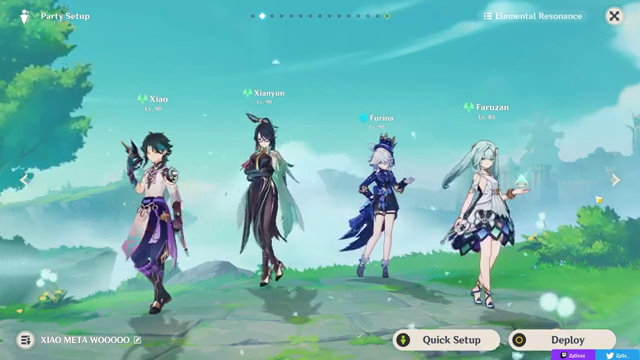 Party Setup
Elemental Resonance
Xiao
Lv. 90
Xianyun
Lv. 90
Furina
Lv. 90
Faruzan
Lv. 85
XIAO META WOOOOO
Quick Setup
Deploy